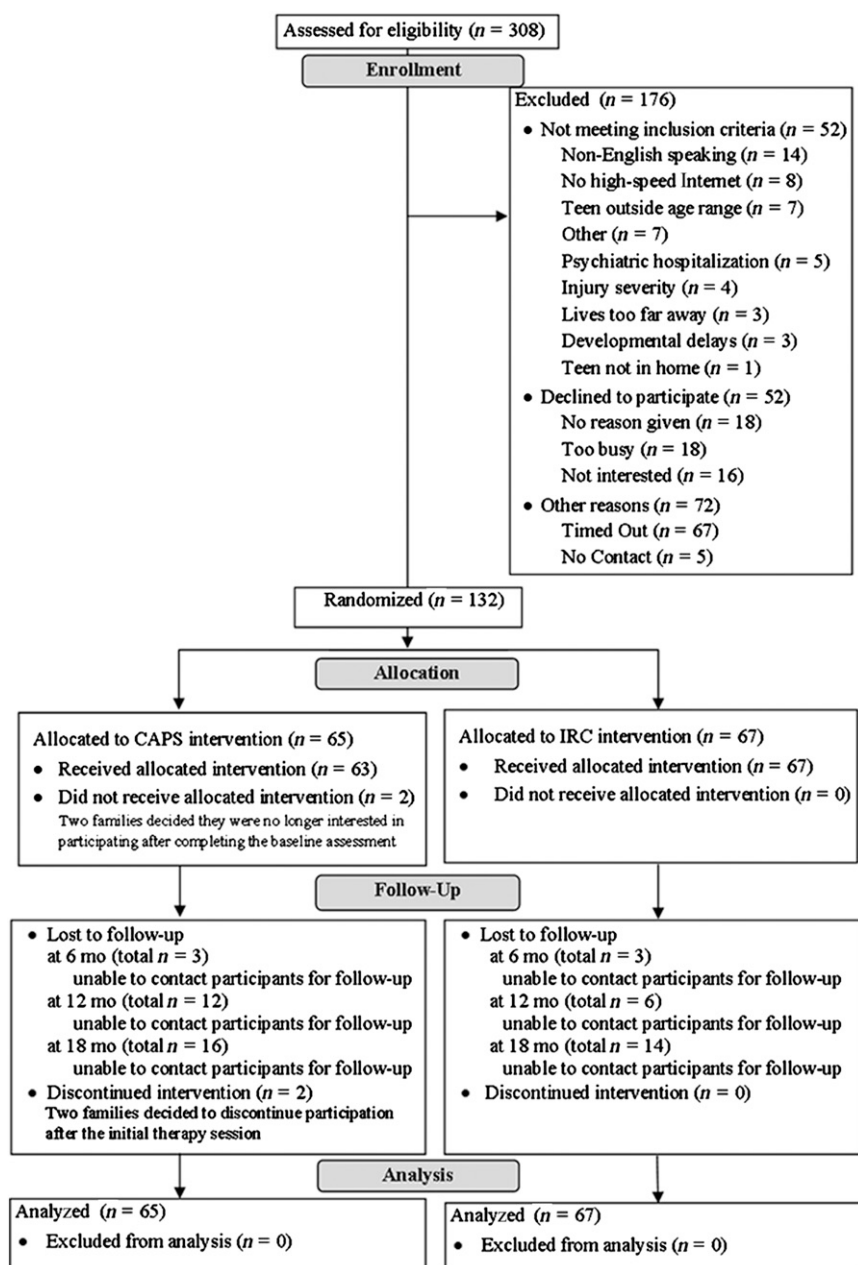 Assessed for eligibility (n = 308)
Enrollment
Excluded (n = 176)
• Not meeting inclusion criteria (n = 52)
Non-English speaking (n = 14)
No high-speed Internet (n = 8)
Teen outside age range (n = 7)
Other (n = 7)
Psychiatric hospitalization (n = 5)
Injury severity (n = 4)
Lives too far away (n = 3)
Developmental delays (n = 3)
Teen not in home (n = 1)
• Declined to participate (n = 52)
No reason given (n = 18)
Too busy (n = 18)
Not interested (n = 16)
• Other reasons (n = 72)
Timed Out (n = 67)
No Contact (n = 5)
Randomized (n = 132)
Allocation
Allocated to CAPS intervention (n = 65)
• Received allocated intervention (n = 63)
• Did not receive allocated intervention (n = 2)
Two families decided they were no longer interested in
participating after completing the baseline assessment
Allocated to IRC intervention (n = 67)
• Received allocated intervention (n = 67)
• Did not receive allocated intervention (n = 0)
Follow-Up
• Lost to follow-up
at 6 mo (total n = 3)
unable to contact participants for follow-up
at 12 mo (total n = 12)
unable to contact participants for follow-up
at 18 mo (total n = 16)
unable to contact participants for follow-up
• Discontinued intervention (n = 2)
Two families decided to discontinue participation
after the initial therapy session
• Lost to follow-up
at 6 mo (total n = 3)
unable to contact participants for follow-up
at 12 mo (total n = 6)
unable to contact participants for follow-up
at 18 mo (total n = 14)
unable to contact participants for follow-up
• Discontinued intervention (n = 0)
Analysis
Analyzed (n = 65)
• Excluded from analysis (n = 0)
Analyzed (n = 67)
• Excluded from analysis (n = 0)